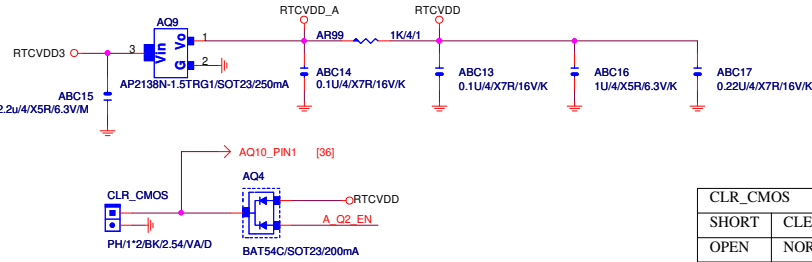 RTCVDD_A
RTCVDD
AQ9
RTCVDD3
3
Vin
Vo
G
1
2
AR99
1K/4/1
AP2138N-1.5TRG1/SOT23/250mA
ABC15
2.2u/4/X5R/6.3V/M
ABC14
0.1U/4/X7R/16V/K
ABC13
0.1U/4/X7R/16V/K
ABC16
1U/4/X5R/6.3V/K
ABC17
0.22U/4/X7R/16V/K
AQ10_PIN1 [36]
CLR_CMOS
PH/1*2/BK/2.54/VA/D
AQ4
RTCVDD
A_Q2_EN
BAT54C/SOT23/200mA
CLR_CMOS
SHORT CLE
OPEN NOR